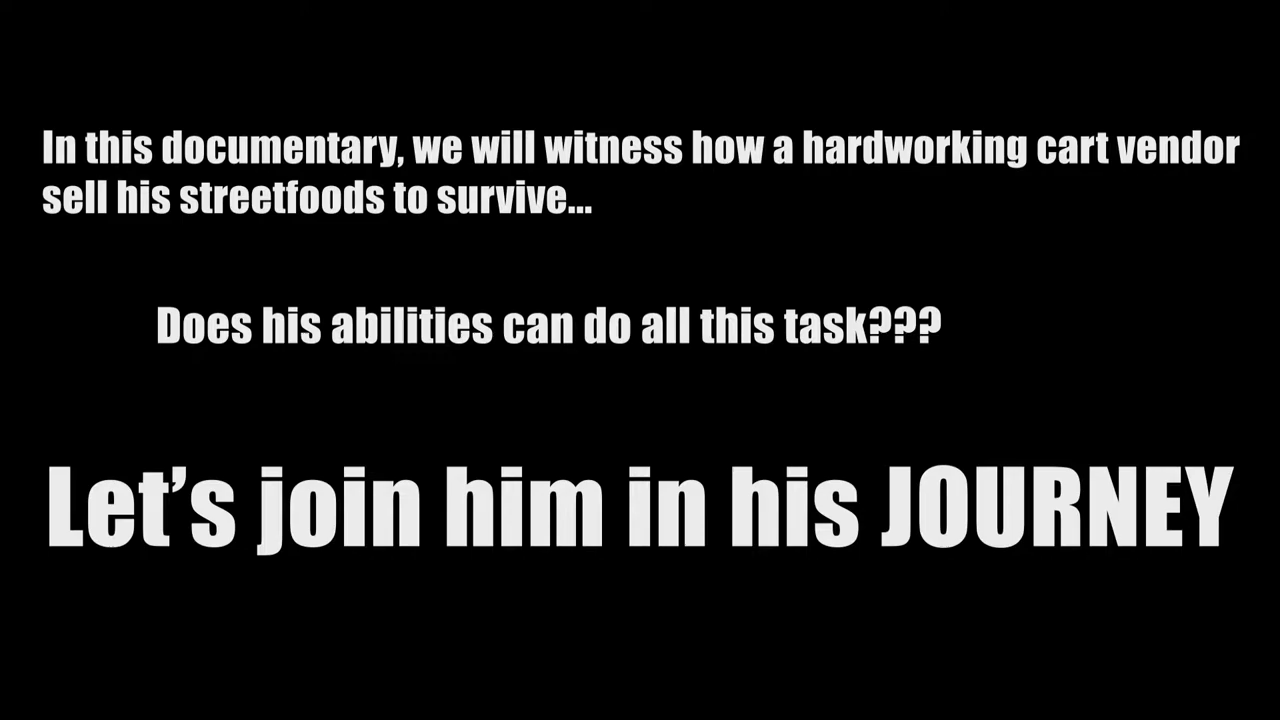 In this documentary, we will witness how a hardworking cart vendor
sell his streetfoods to survive...
Does his abilities can do all this task???
Let's join him in his JOURNEY